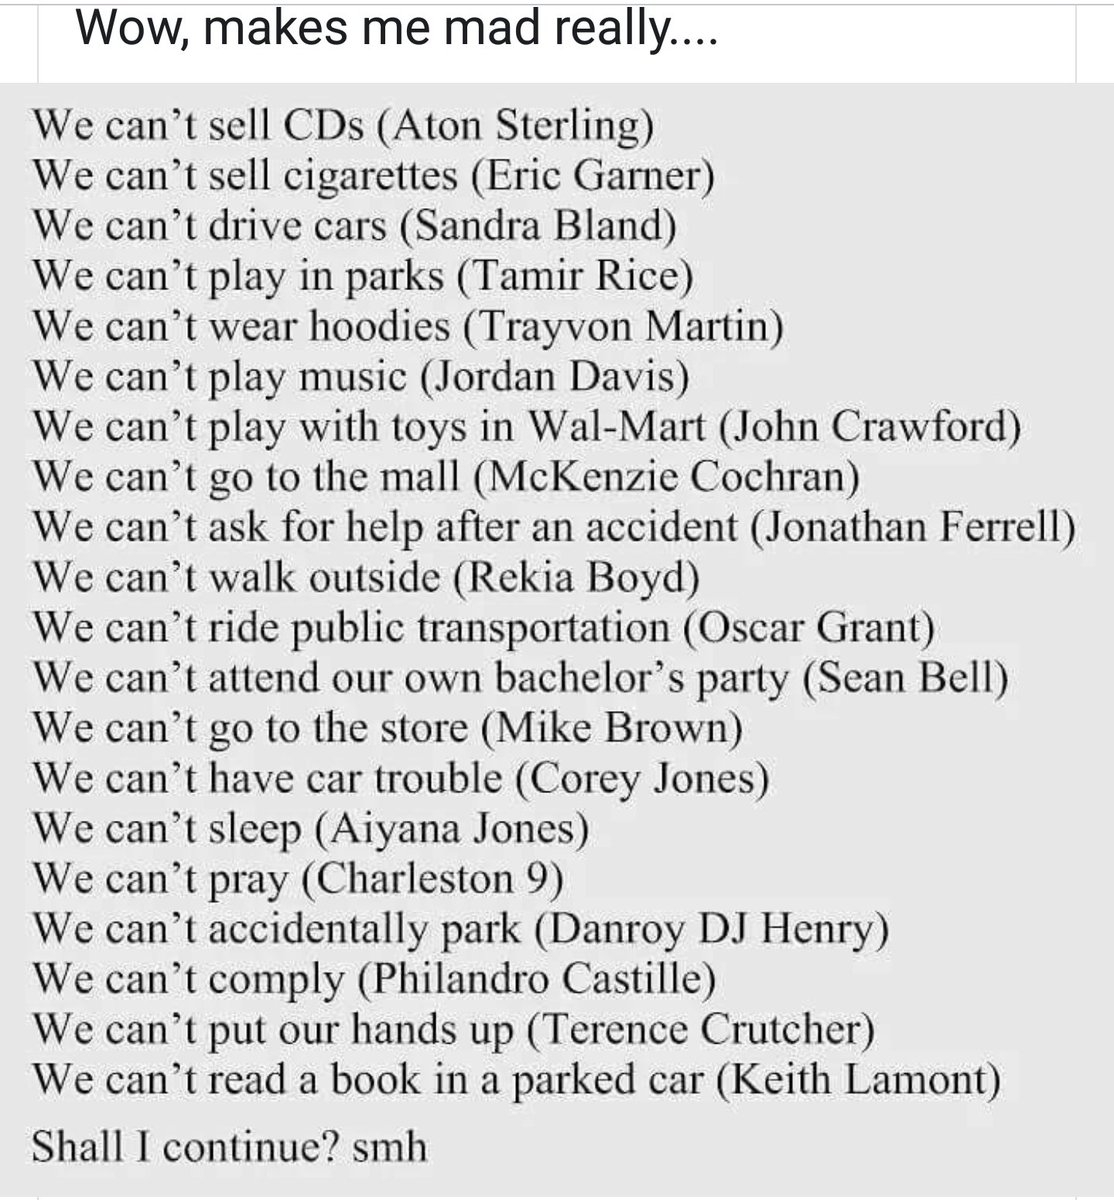 Wow, makes me mad really....
We can’t sell CDs (Aton Sterling)
We can’t sell cigarettes (Eric Garner)
We can’t drive cars (Sandra Bland)
We can’t play in parks (Tamir Rice)
We can’t wear hoodies (Trayvon Martin)
We can’t play music (Jordan Davis)
We can’t play with toys in Wal-Mart (John Crawford)
We can’t go to the mall (McKenzie Cochran)
We can’t ask for help after an accident (Jonathan Ferrell)
We can’t walk outside (Rekia Boyd)
We can’t ride public transportation (Oscar Grant)
We can’t attend our own bachelor’s party (Sean Bell)
We can’t go to the store (Mike Brown)
We can’t have car trouble (Corey Jones)
We can’t sleep (Aiyana Jones)
We can’t pray (Charleston 9)
We can’t accidentally park (Danroy DJ Henry)
We can’t comply (Philandro Castille)
We can’t put our hands up (Terence Crutcher)
We can’t read a book in a parked car (Keith Lamont)
Shall I continue? smh